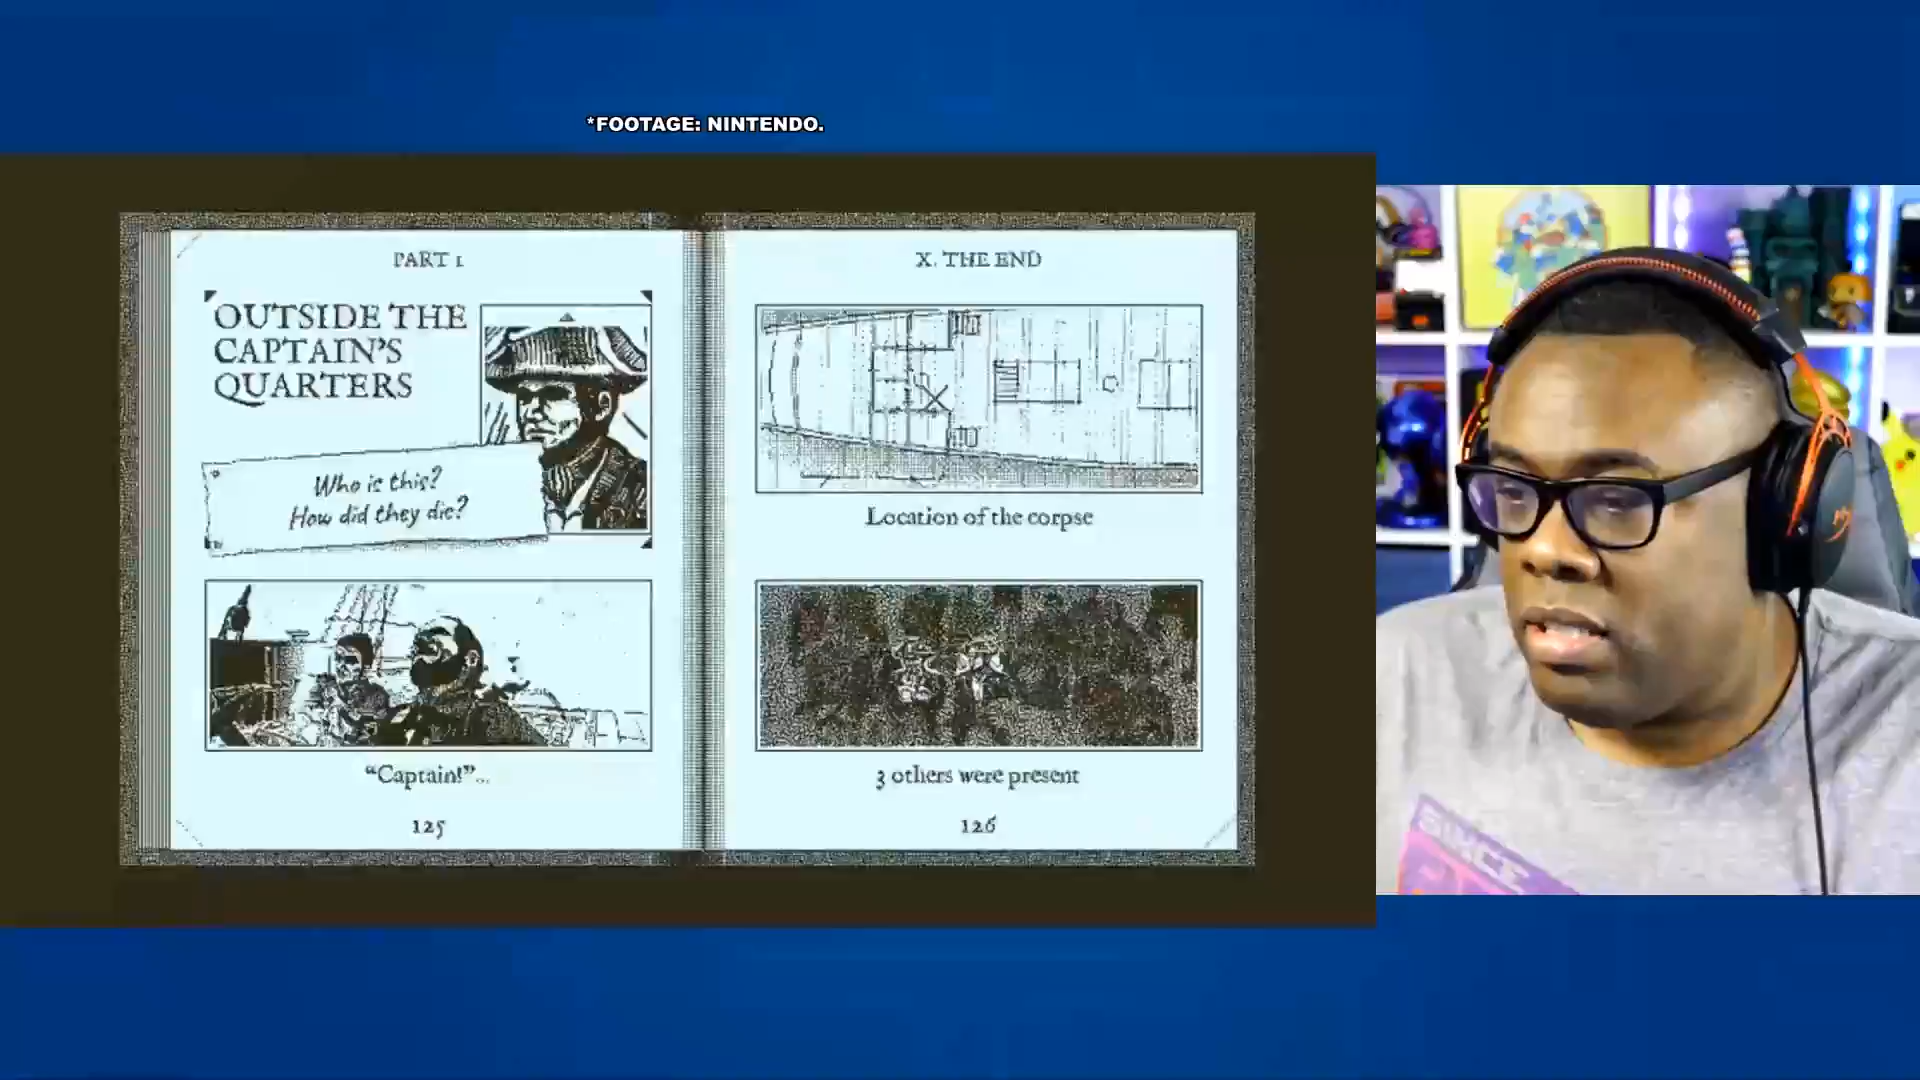 *FOOTAGE: NINTENDO.
PART 1
OUTSIDE THE
CAPTAIN'S
QUARTERS
Who is this?
How did they die?
"Captain!"...
125
X. THE END
Location of the corpse
3 others were present
126
SINCE